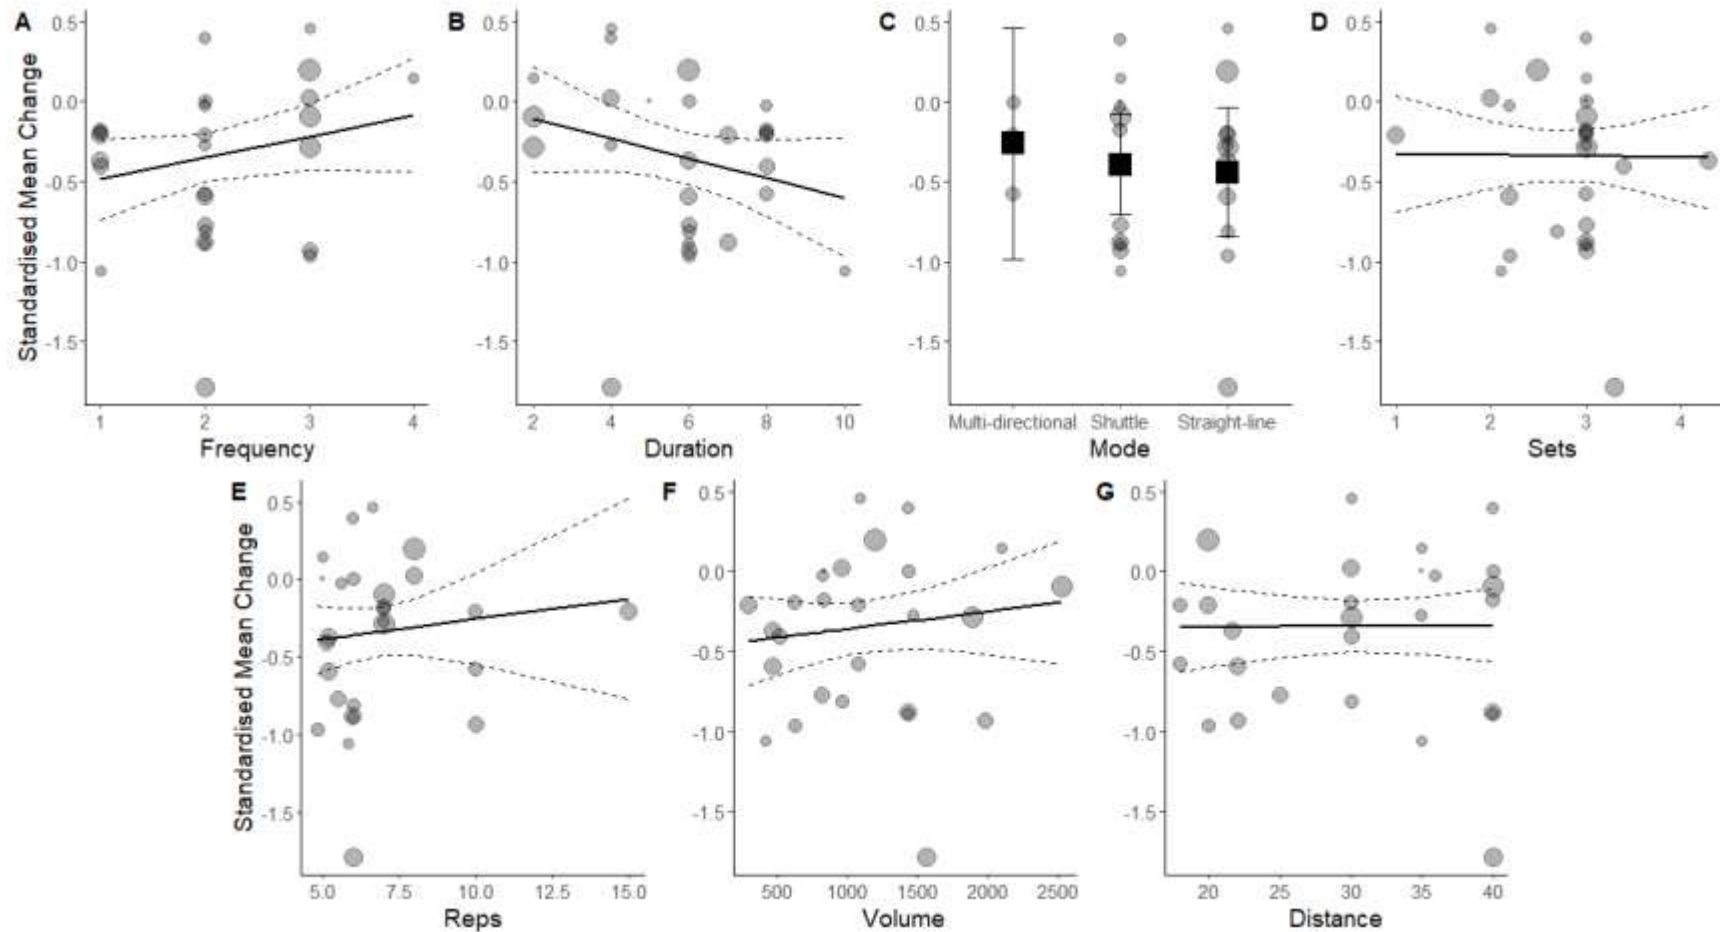 A
B
C
D
Standardised Mean Change
0.5
0.0
-0.5
-1.0
-1.5
1 2 3 4
Frequency
0.5
0.0
-0.5
-1.0
-1.5
2 4 6 8 10
Duration
0.5
0.0
-0.5
-1.0
-1.5
Multi-directional Shuttle Straight-line
Mode
0.5
0.0
-0.5
-1.0
-1.5
1 2 3 4
Sets
E
F
G
Standardised Mean Change
0.5
0.0
-0.5
-1.0
-1.5
5.0 7.5 10.0 12.5 15.0
Reps
0.5
0.0
-0.5
-1.0
-1.5
500 1000 1500 2000 2500
Volume
0.5
0.0
-0.5
-1.0
-1.5
20 25 30 35 40
Distance